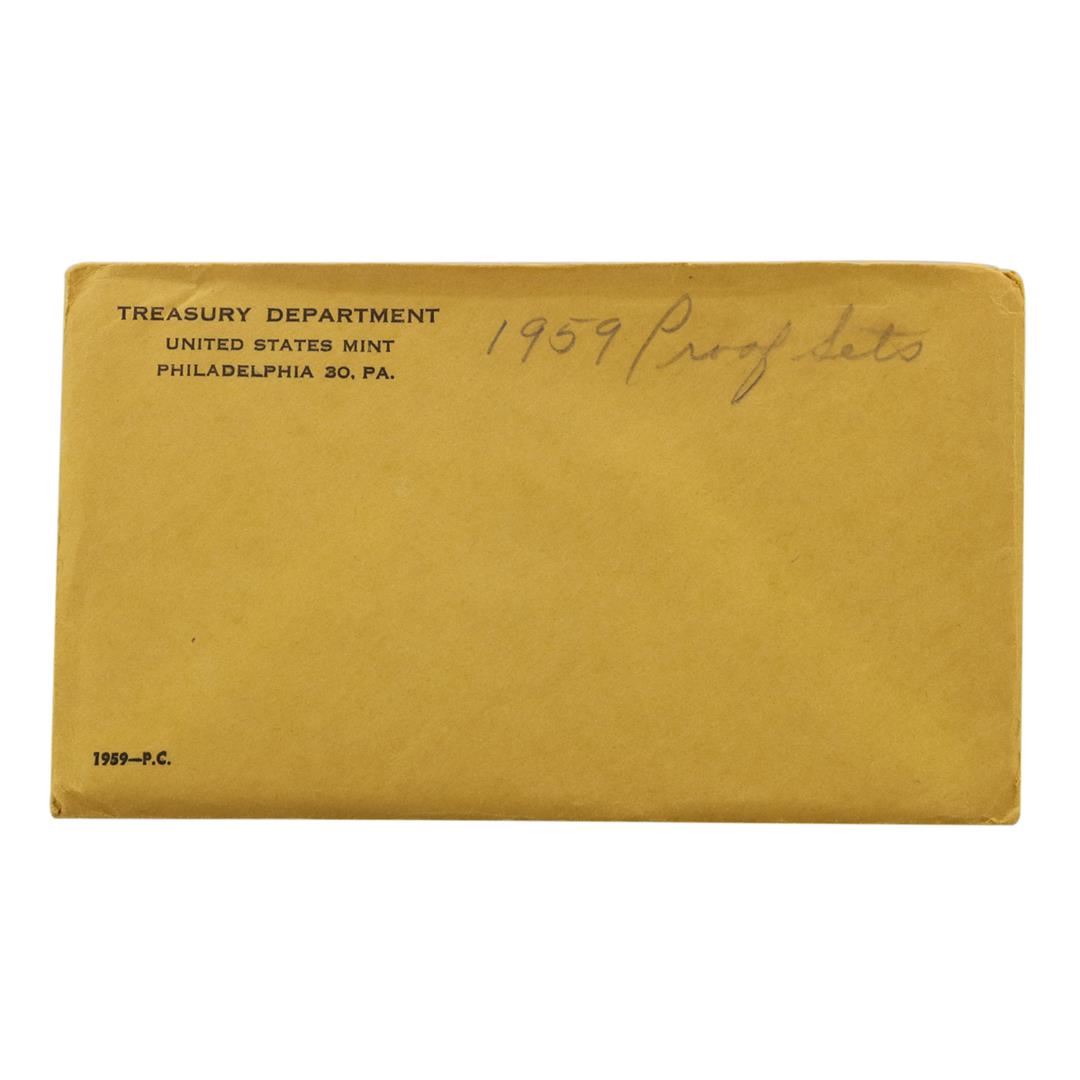 TREASURY DEPARTMENT
UNITED STATES MINT
PHILADELPHIA 30, PA.
1959 Proof Sets
1959—P.C.